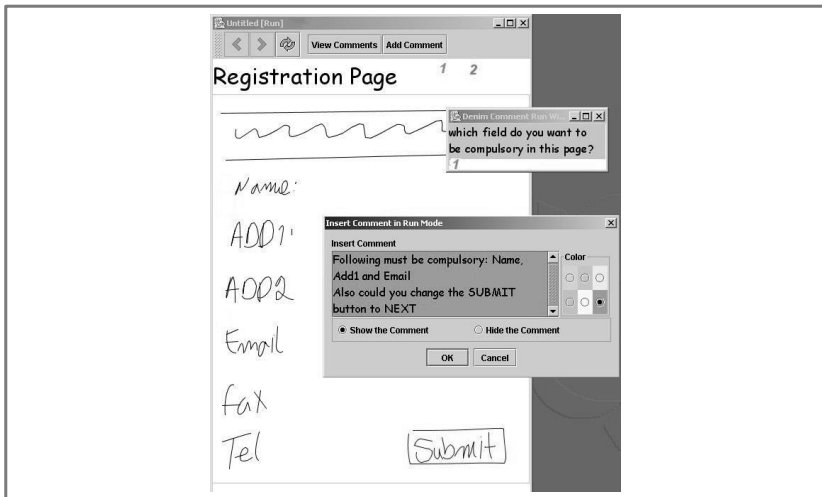 Untitled [Run]
View Comments Add Comment
Registration Page 1 2
Denim Comment Run Wi...
which field do you want to
be compulsory in this page?
1
Name:
Insert Comment in Run Mode
ADD1:
Insert Comment
Following must be compulsory: Name,
Add1 and Email
Also could you change the SUBMIT
button to NEXT
Color
ADD2
Show the Comment Hide the Comment
Email
OK Cancel
fax
Tel
Submit